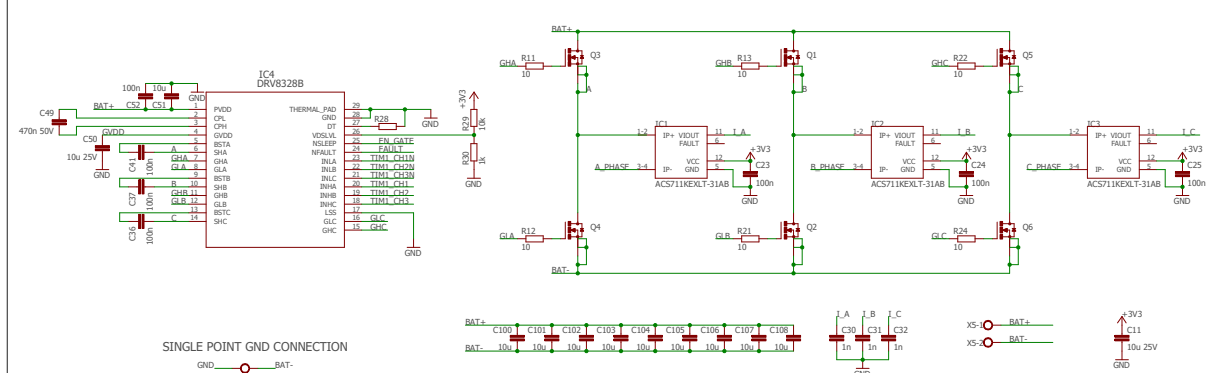 IC4
DRV8328B
100n 10u
C52 C51
GND
BAT+
C49
470n 50V
C50
GVDD
10u 25V
GND
A
C41
100n
GHA
GLA
B
C37
100n
GHB
GLB
C
C36
100n
1 PVDD
2 CPL
3 CPH
4 GVDD
5 BSTA
6 SHA
7 GHA
8 GLA
9 BSTB
10 SHB
11 GHB
12 GLB
13 BSTC
14 SHC
THERMAL_PAD 29
GND 28
DT 27
VDSLVL 26
NSLEEP 25 EN_GATE
NFAULT 24 FAULT
INLA 23 TIM1_CH1N
INLB 22 TIM1_CH2N
INLC 21 TIM1_CH3N
INHA 20 TIM1_CH1
INHB 19 TIM1_CH2
INHC 18 TIM1_CH3
LSS 17
GLC 16 GLC
GHC 15 GHC
R28
GND
+3V3
R29
10k
R30
1k
GND
GND
BAT+
GHA R11 10 Q3
A
GHB R13 10 Q1
B
GHC R22 10 Q5
C
IC1
1-2 IP+ VIOUT 11 I_A
FAULT 6
+3V3
VCC 12
A_PHASE 3-4 IP- GND 5
C23
100n
ACS711KEXLT-31AB
GND
IC2
1-2 IP+ VIOUT 11 I_B
FAULT 6
+3V3
VCC 12
B_PHASE 3-4 IP- GND 5
C24
100n
ACS711KEXLT-31AB
GND
IC3
1-2 IP+ VIOUT 11 I_C
FAULT 6
+3V3
VCC 12
C_PHASE 3-4 IP- GND 5
C25
100n
ACS711KEXLT-31AB
GND
GLA R12 10 Q4
GLB R21 10 Q2
GLC R24 10 Q6
BAT-
BAT+
C100 C101 C102 C103 C104 C105 C106 C107 C108
BAT- 10u 10u 10u 10u 10u 10u 10u 10u 10u
I_A I_B I_C
C30 C31 C32
1n 1n 1n
GND
X5-1 BAT+
X5-2 BAT-
+3V3
C11
10u 25V
GND
SINGLE POINT GND CONNECTION
GND BAT-